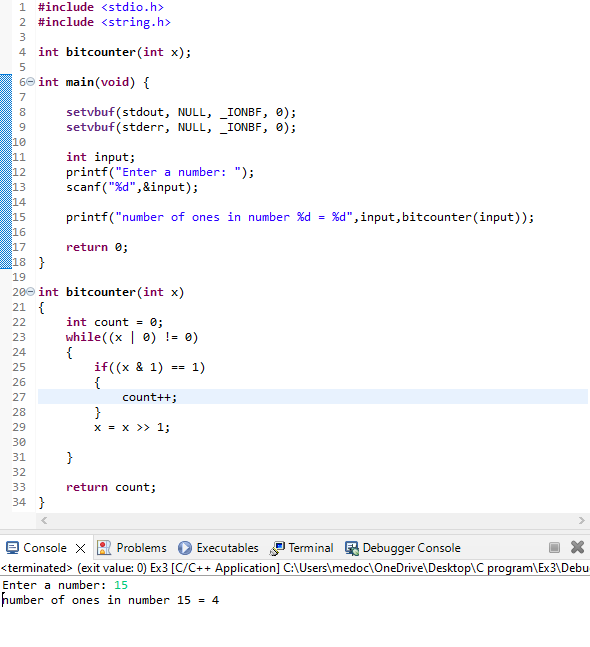 1 #include <stdio.h>
2 #include <string.h>
3
4 int bitcounter(int x);
5
6 int main(void) {
7
8     setvbuf(stdout, NULL, _IONBF, 0);
9     setvbuf(stderr, NULL, _IONBF, 0);
10
11     int input;
12     printf("Enter a number: ");
13     scanf("%d",&input);
14
15     printf("number of ones in number %d = %d",input,bitcounter(input));
16
17     return 0;
18 }
19
20 int bitcounter(int x)
21 {
22     int count = 0;
23     while((x | 0) != 0)
24     {
25         if((x & 1) == 1)
26         {
27             count++;
28         }
29         x = x >> 1;
30
31     }
32
33     return count;
34 }
Console Problems Executables Terminal Debugger Console
<terminated> (exit value: 0) Ex3 [C/C++ Application] C:\Users\medoc\OneDrive\Desktop\C program\Ex3\Debu
Enter a number: 15
number of ones in number 15 = 4